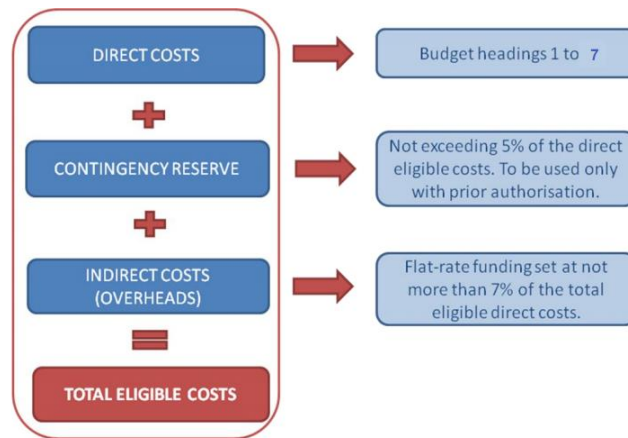 DIRECT COSTS
Budget headings 1 to 7
CONTINGENCY RESERVE
Not exceeding 5% of the direct
eligible costs. To be used only
with prior authorisation.
INDIRECT COSTS
(OVERHEADS)
Flat-rate funding set at not
more than 7% of the total
eligible direct costs.
TOTAL ELIGIBLE COSTS